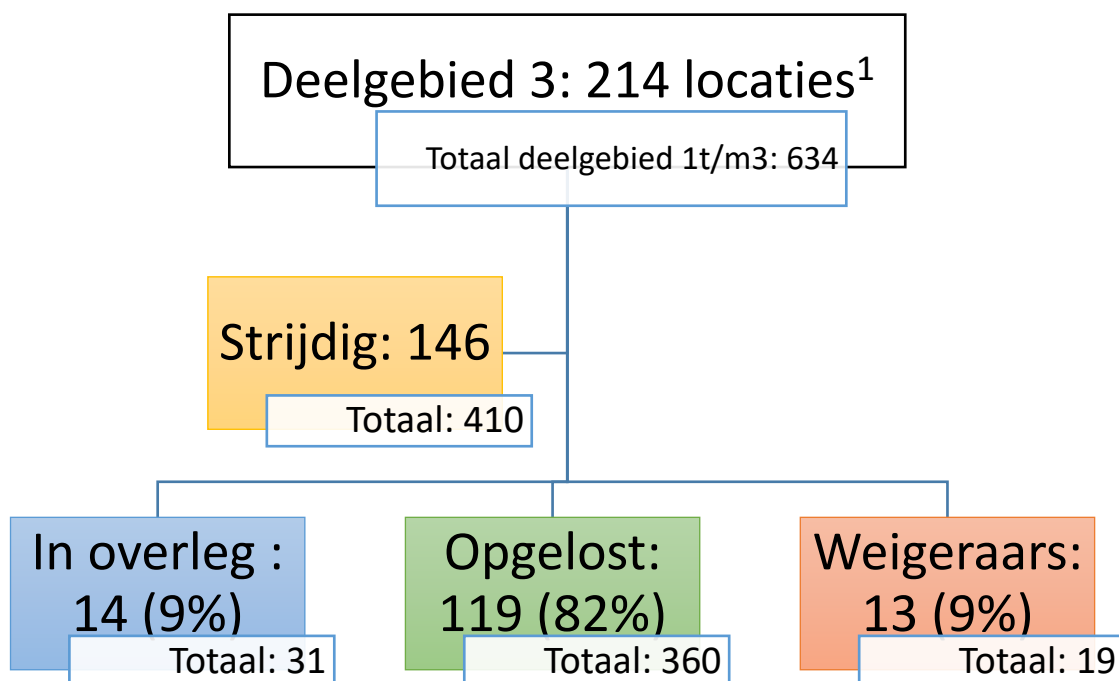 Deelgebied 3: 214 locaties¹
Totaal deelgebied 1t/m3: 634
Strijdig: 146
Totaal: 410
In overleg :
14 (9%)
Totaal: 31
Opgelost:
119 (82%)
Totaal: 360
Weigeraars:
13 (9%)
Totaal: 19